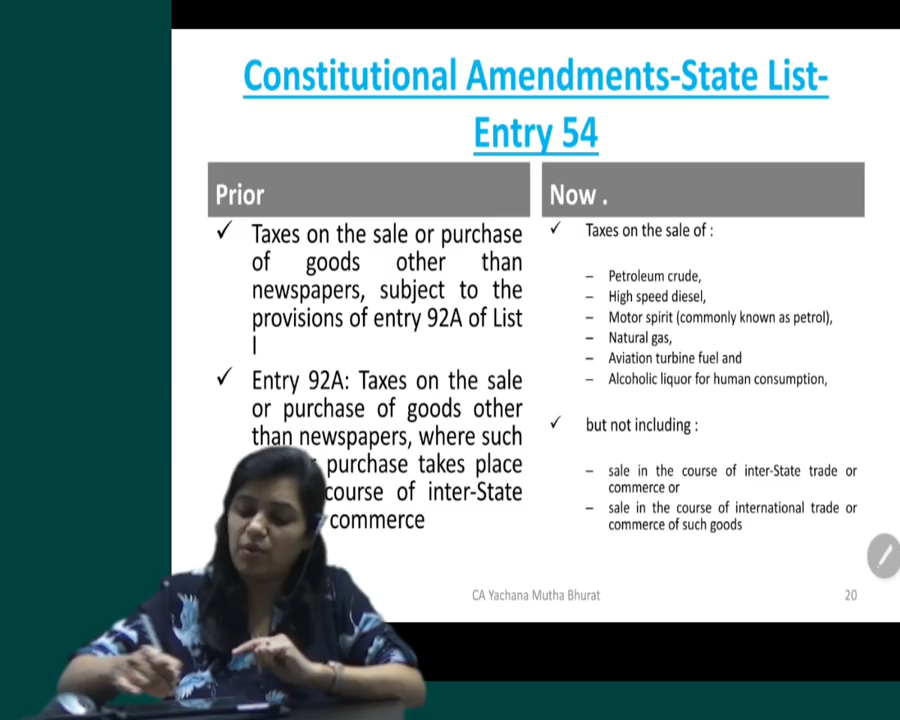 Constitutional Amendments-State List-
Entry 54
Prior
✓ Taxes on the sale or purchase
of goods other than
newspapers, subject to the
provisions of entry 92A of List
I
✓ Entry 92A: Taxes on the sale
or purchase of goods other
than newspapers, where such
purchase takes place
course of inter-State
commerce
Now .
✓ Taxes on the sale of :
– Petroleum crude,
– High speed diesel,
– Motor spirit (commonly known as petrol),
– Natural gas,
– Aviation turbine fuel and
– Alcoholic liquor for human consumption,
✓ but not including :
– sale in the course of inter-State trade or
commerce or
– sale in the course of international trade or
commerce of such goods
CA Yachana Mutha Bhurat
20